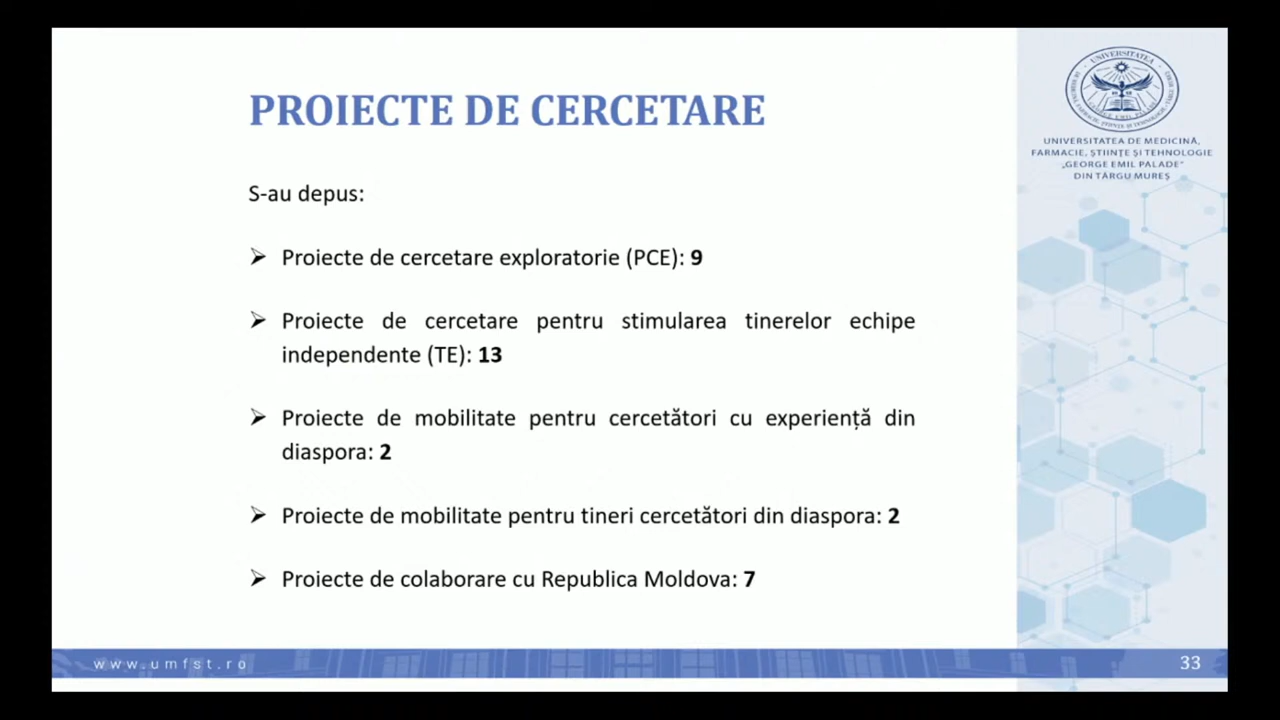 PROIECTE DE CERCETARE
S-au depus:
➢ Proiecte de cercetare exploratorie (PCE): 9
➢ Proiecte de cercetare pentru stimularea tinerelor echipe
independente (TE): 13
➢ Proiecte de mobilitate pentru cercetători cu experiență din
diaspora: 2
➢ Proiecte de mobilitate pentru tineri cercetători din diaspora: 2
➢ Proiecte de colaborare cu Republica Moldova: 7
UNIVERSITATEA DE MEDICINĂ,
FARMACIE, ȘTIINȚE ȘI TEHNOLOGIE
„GEORGE EMIL PALADE”
DIN TÂRGU MUREȘ
www.umfst.ro
33